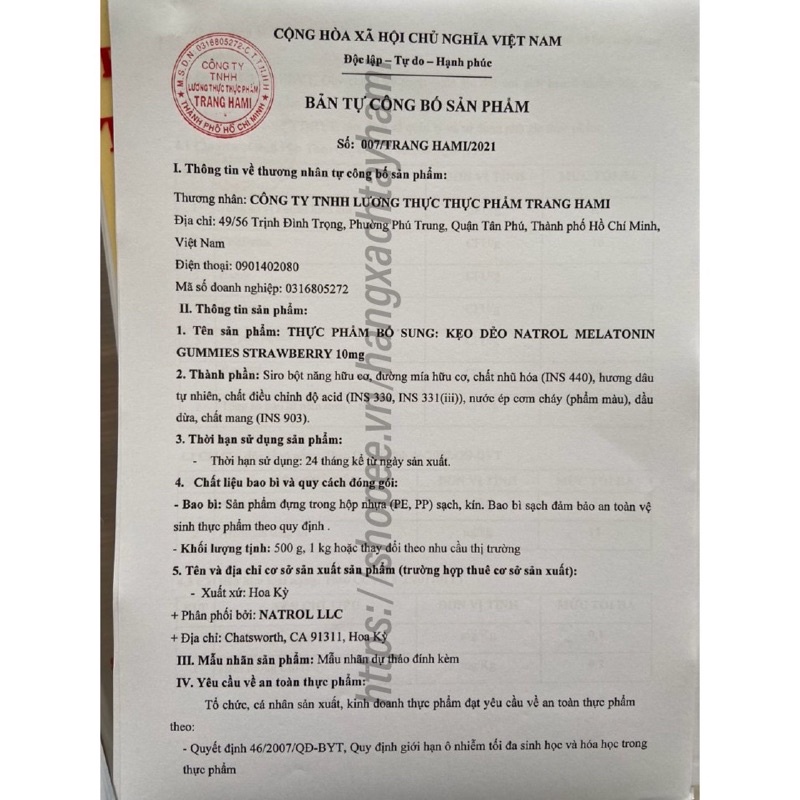 CỘNG HÒA XÃ HỘI CHỦ NGHĨA VIỆT NAM
Độc lập – Tự do – Hạnh phúc
M.S.D.N: 0316805272-C.T.T.N.H.H
CÔNG TY
TNHH
LƯƠNG THỰC THỰC PHẨM
TRANG HAMI
THÀNH PHỐ HỒ CHÍ MINH
BẢN TỰ CÔNG BỐ SẢN PHẨM
Số: 007/TRANG HAMI/2021
I. Thông tin về thương nhân tự công bố sản phẩm:
Thương nhân: CÔNG TY TNHH LƯƠNG THỰC THỰC PHẨM TRANG HAMI
Địa chỉ: 49/56 Trịnh Đình Trọng, Phường Phú Trung, Quận Tân Phú, Thành phố Hồ Chí Minh,
Việt Nam
Điện thoại: 0901402080
Mã số doanh nghiệp: 0316805272
II. Thông tin sản phẩm:
1. Tên sản phẩm: THỰC PHẨM BỔ SUNG: KẸO DẺO NATROL MELATONIN
GUMMIES STRAWBERRY 10mg
2. Thành phần: Siro bột năng hữu cơ, đường mía hữu cơ, chất nhũ hóa (INS 440), hương dâu
tự nhiên, chất điều chỉnh độ acid (INS 330, INS 331(iii)), nước ép cơm cháy (phẩm màu), dầu
dừa, chất mang (INS 903).
3. Thời hạn sử dụng sản phẩm:
- Thời hạn sử dụng: 24 tháng kể từ ngày sản xuất.
4. Chất liệu bao bì và quy cách đóng gói:
- Bao bì: Sản phẩm đựng trong hộp nhựa (PE, PP) sạch, kín. Bao bì sạch đảm bảo an toàn vệ
sinh thực phẩm theo quy định .
- Khối lượng tịnh: 500 g, 1 kg hoặc thay đổi theo nhu cầu thị trường
5. Tên và địa chỉ cơ sở sản xuất sản phẩm (trường hợp thuê cơ sở sản xuất):
- Xuất xứ: Hoa Kỳ
+ Phân phối bởi: NATROL LLC
+ Địa chỉ: Chatsworth, CA 91311, Hoa Kỳ
III. Mẫu nhãn sản phẩm: Mẫu nhãn dự thảo đính kèm
IV. Yêu cầu về an toàn thực phẩm:
Tổ chức, cá nhân sản xuất, kinh doanh thực phẩm đạt yêu cầu về an toàn thực phẩm
theo:
- Quyết định 46/2007/QĐ-BYT, Quy định giới hạn ô nhiễm tối đa sinh học và hóa học trong
thực phẩm
https://shopee.vn/hangxachtayhami